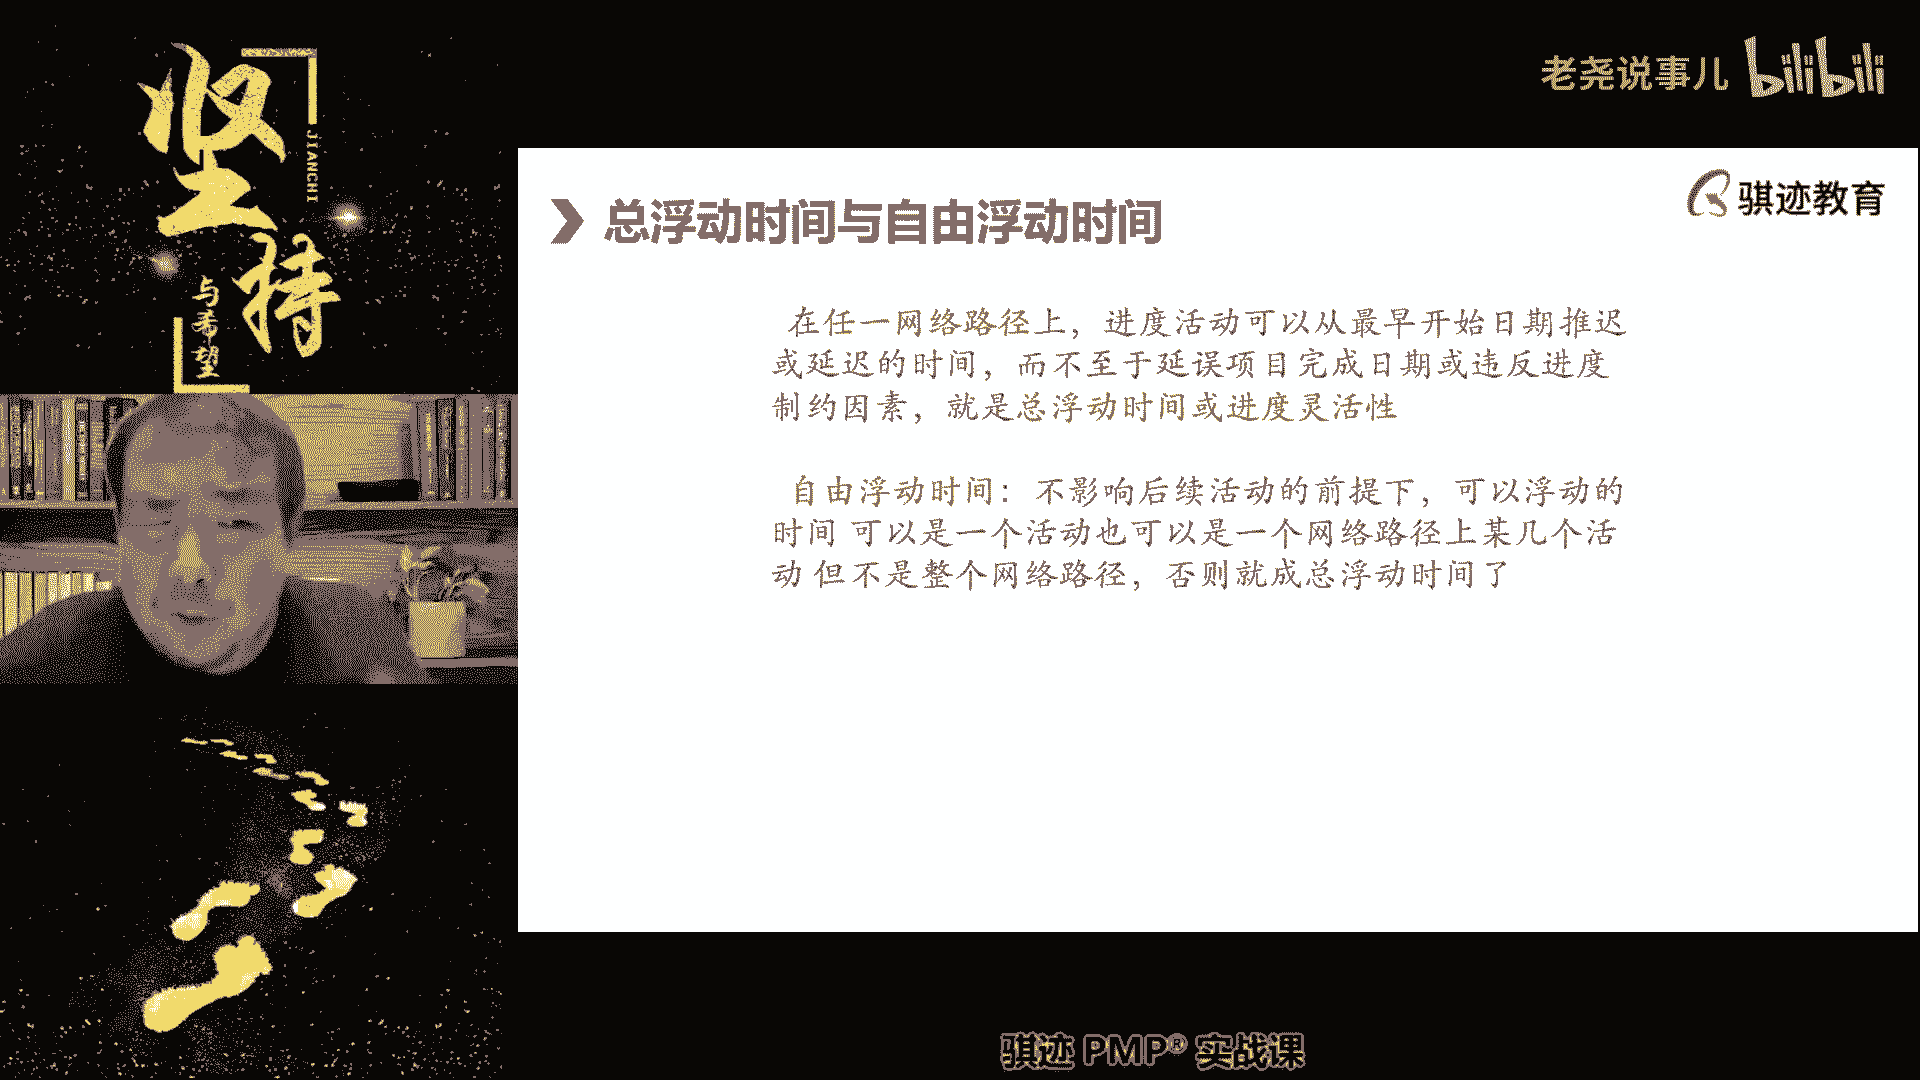 坚持
JIANCHI
与希望
老尧说事儿 bilibili
骐迹教育
总浮动时间与自由浮动时间
在任一网络路径上，进度活动可以从最早开始日期推迟
或延迟的时间，而不至于延误项目完成日期或违反进度
制约因素，就是总浮动时间或进度灵活性
自由浮动时间： 不影响后续活动的前提下，可以浮动的
时间 可以是一个活动也可以是一个网络路径上某几个活
动 但不是整个网络路径，否则就成总浮动时间了
骐迹 PMP® 实战课